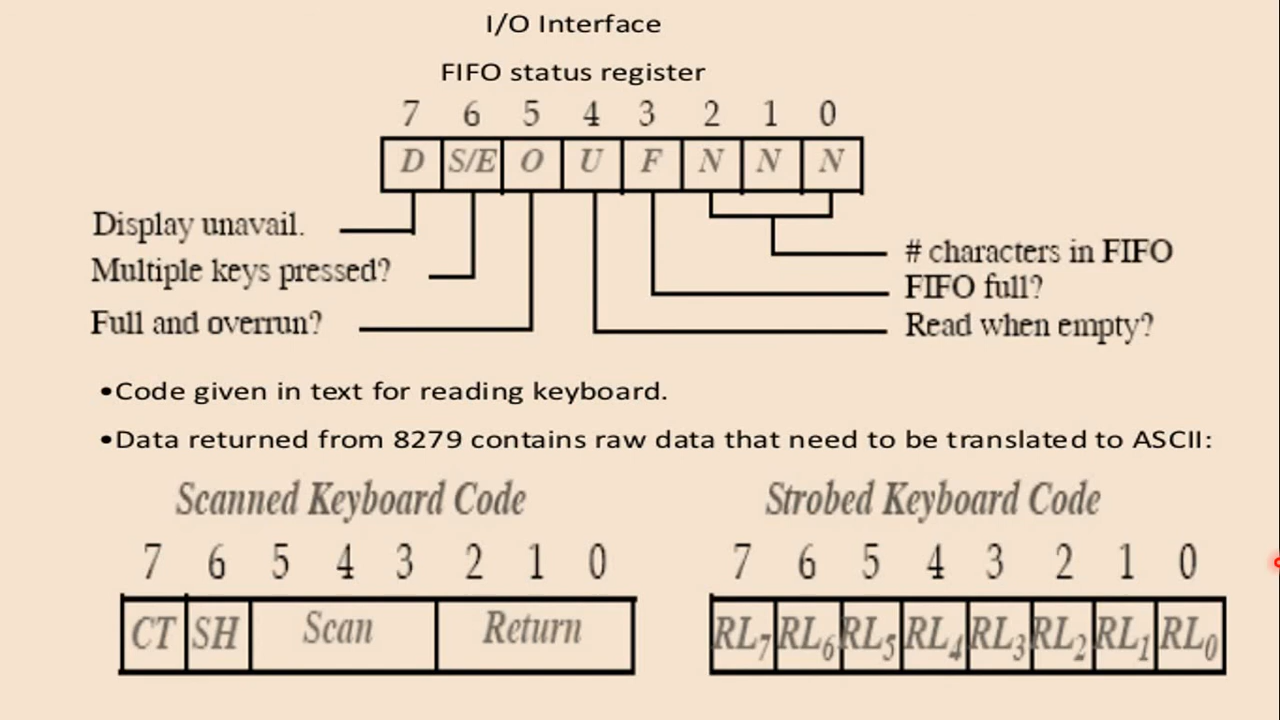 I/O Interface
FIFO status register
7 6 5 4 3 2 1 0
D S/E O U F N N N
Display unavail.
Multiple keys pressed?
Full and overrun?
# characters in FIFO
FIFO full?
Read when empty?
•Code given in text for reading keyboard.
•Data returned from 8279 contains raw data that need to be translated to ASCII:
Scanned Keyboard Code
7 6 5 4 3 2 1 0
CT SH Scan Return
Strobed Keyboard Code
7 6 5 4 3 2 1 0
RL7 RL6 RL5 RL4 RL3 RL2 RL1 RL0